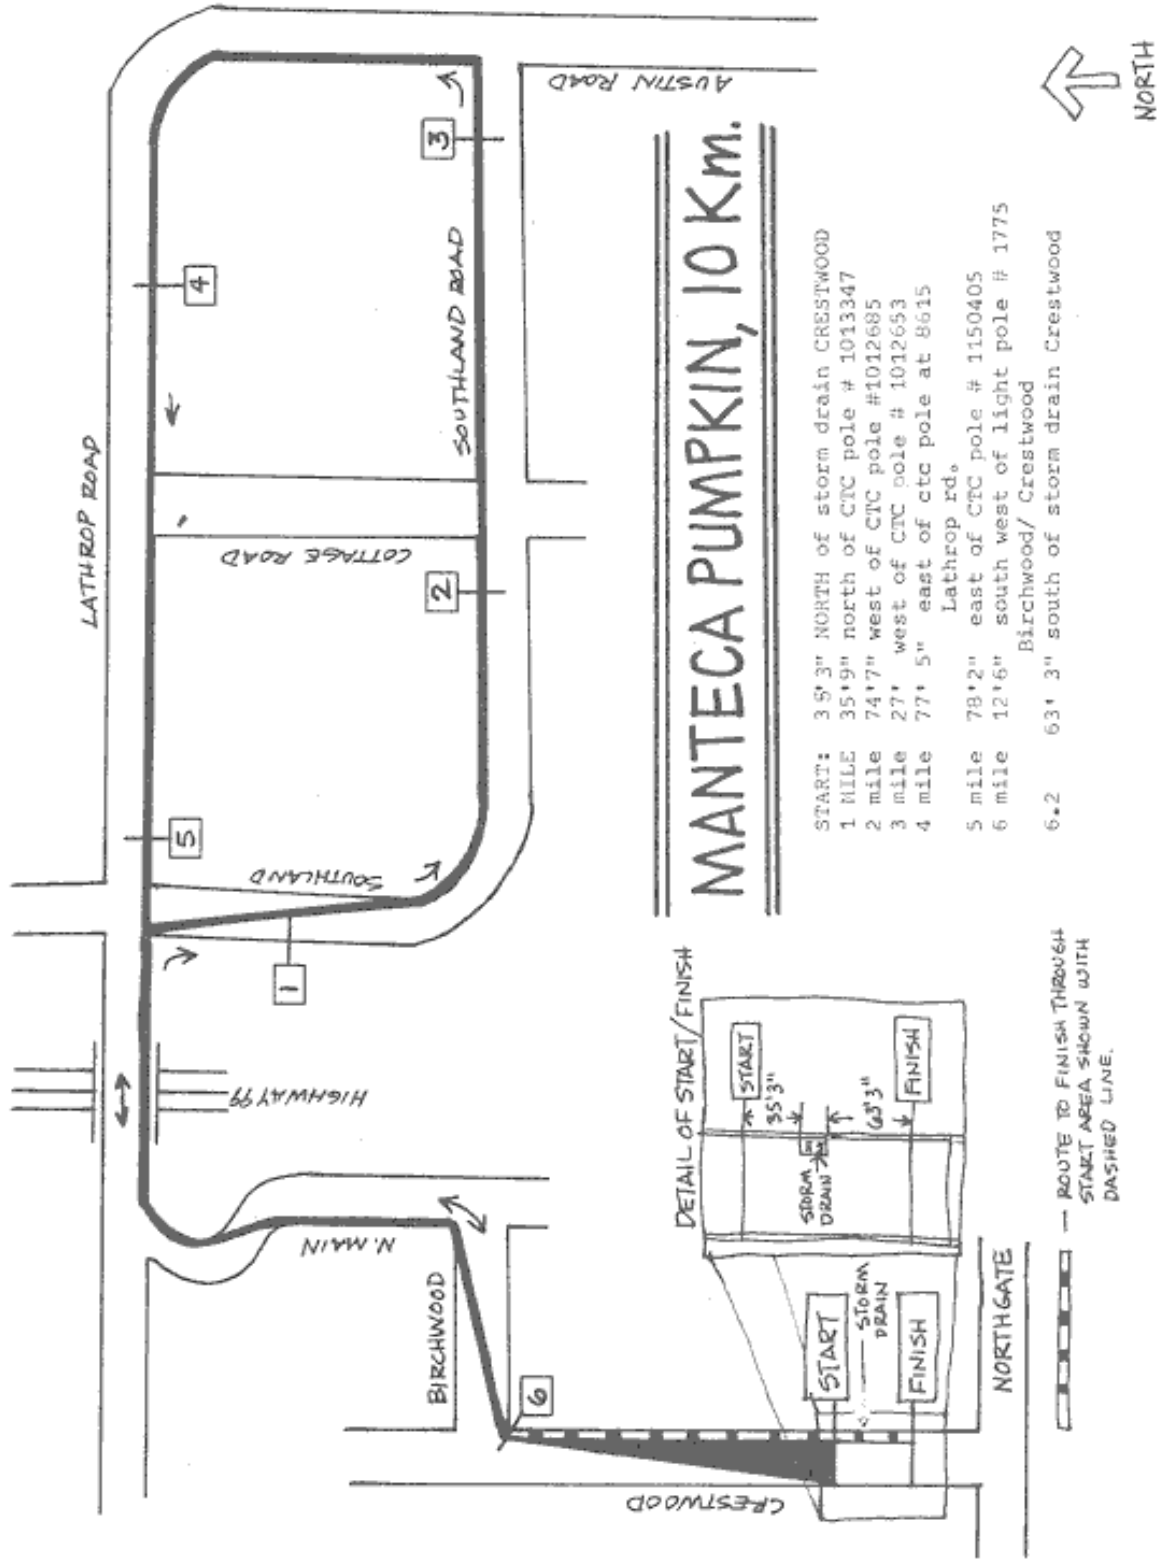 MANTECA PUMPKIN, 10 Km.
START: 35'3" NORTH of storm drain CRESTWOOD
1 MILE 35'9" north of CTC pole # 1013347
2 mile 74'7" west of CTC pole #1012685
3 mile 27' west of CTC pole # 1012653
4 mile 77' 5" east of ctc pole at 8615
Lathrop rd.
5 mile 78'2" east of CTC pole # 1150405
6 mile 12'6" south west of light pole # 1775
Birchwood/ Crestwood
6.2 63' 3" south of storm drain Crestwood
NORTH
LATHROP ROAD
SOUTHLAND ROAD
AUSTIN ROAD
COTTAGE ROAD
SOUTHLAND
HIGHWAY 99
N. MAIN
BIRCHWOOD
CRESTWOOD
NORTHGATE
1
2
3
4
5
6
START
STORM
DRAIN
FINISH
DETAIL OF START/FINISH
START
35'3"
STORM
DRAIN
63'3"
FINISH
— ROUTE TO FINISH THROUGH
START AREA SHOWN WITH
DASHED LINE.